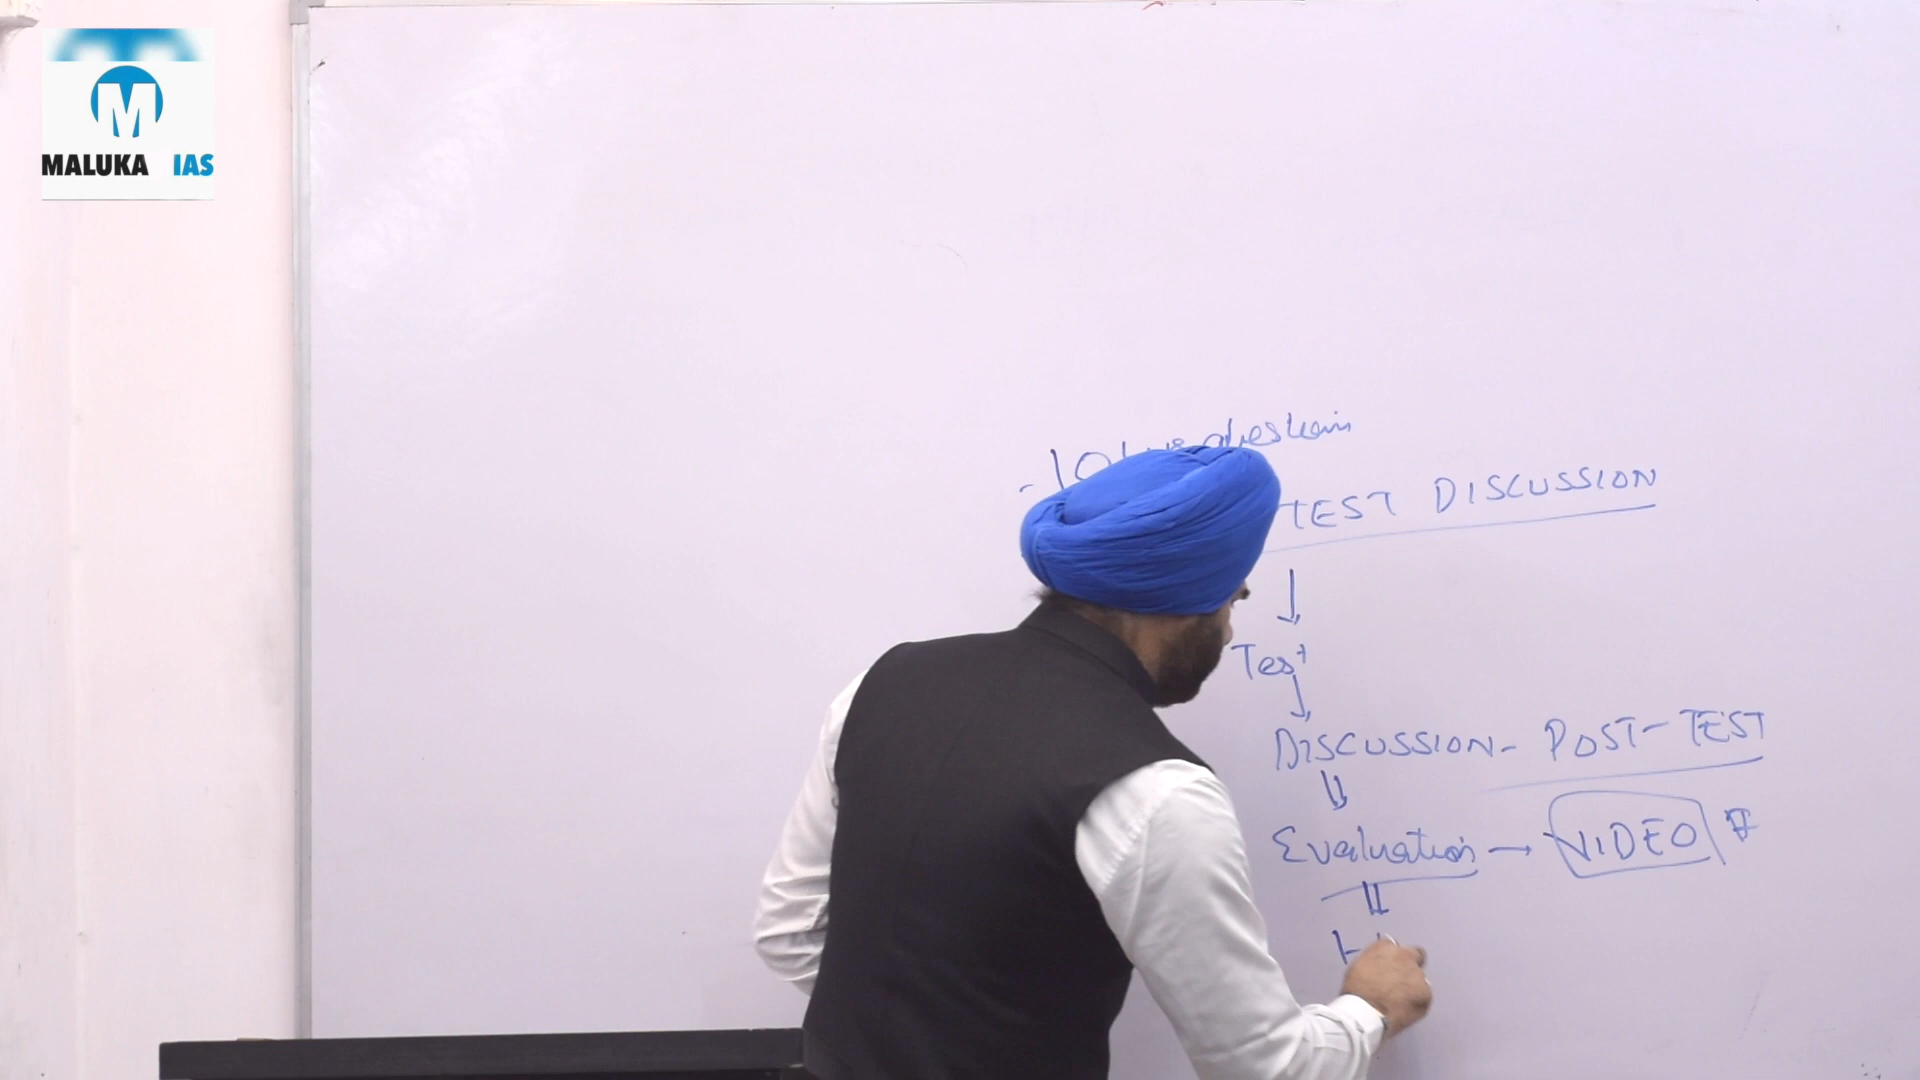 MALUKA IAS
TEST DISCUSSION
Test
DISCUSSION- POST-TEST
Evaluation → VIDEO
H